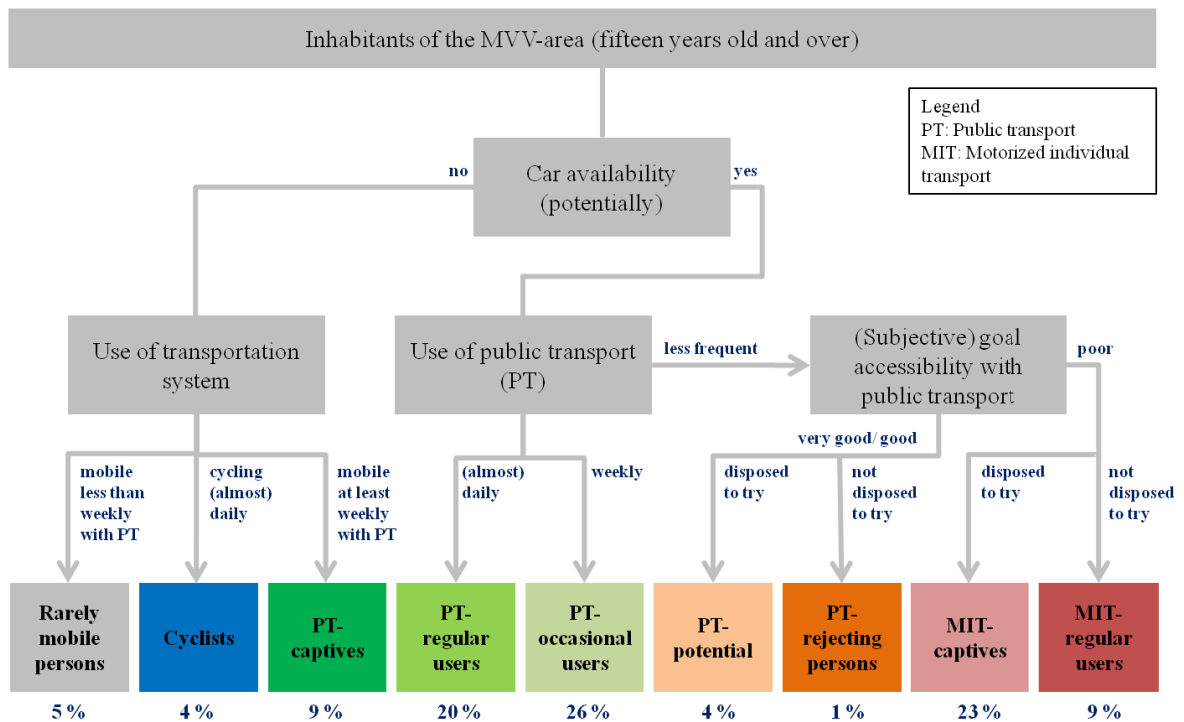 Inhabitants of the MVV-area (fifteen years old and over)
Legend
PT: Public transport
MIT: Motorized individual
transport
no
Car availability
(potentially)
yes
Use of transportation
system
Use of public transport
(PT)
less frequent
(Subjective) goal
accessibility with
public transport
poor
very good/ good
mobile
less than
weekly
with PT
cycling
(almost)
daily
mobile
at least
weekly
with PT
(almost)
daily
weekly
disposed
to try
not
disposed
to try
disposed
to try
not
disposed
to try
Rarely
mobile
persons
Cyclists
PT-
captives
PT-
regular
users
PT-
occasional
users
PT-
potential
PT-
rejecting
persons
MIT-
captives
MIT-
regular
users
5 %
4 %
9 %
20 %
26 %
4 %
1 %
23 %
9 %